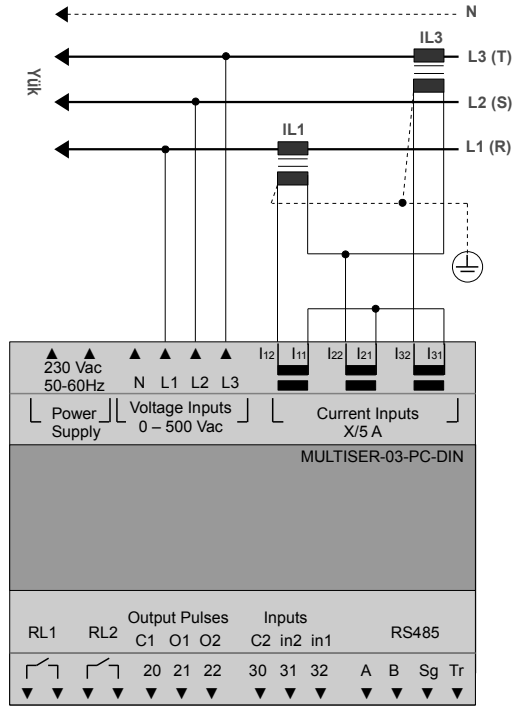 N
IL3
L3 (T)
Yük
L2 (S)
IL1
L1 (R)
I12 I11 I22 I21 I32 I31
230 Vac
50-60Hz
N L1 L2 L3
Power
Supply
Voltage Inputs
0 – 500 Vac
Current Inputs
X/5 A
MULTISER-03-PC-DIN
Output Pulses
Inputs
RL1 RL2 C1 O1 O2 C2 in2 in1 RS485
20 21 22 30 31 32 A B Sg Tr